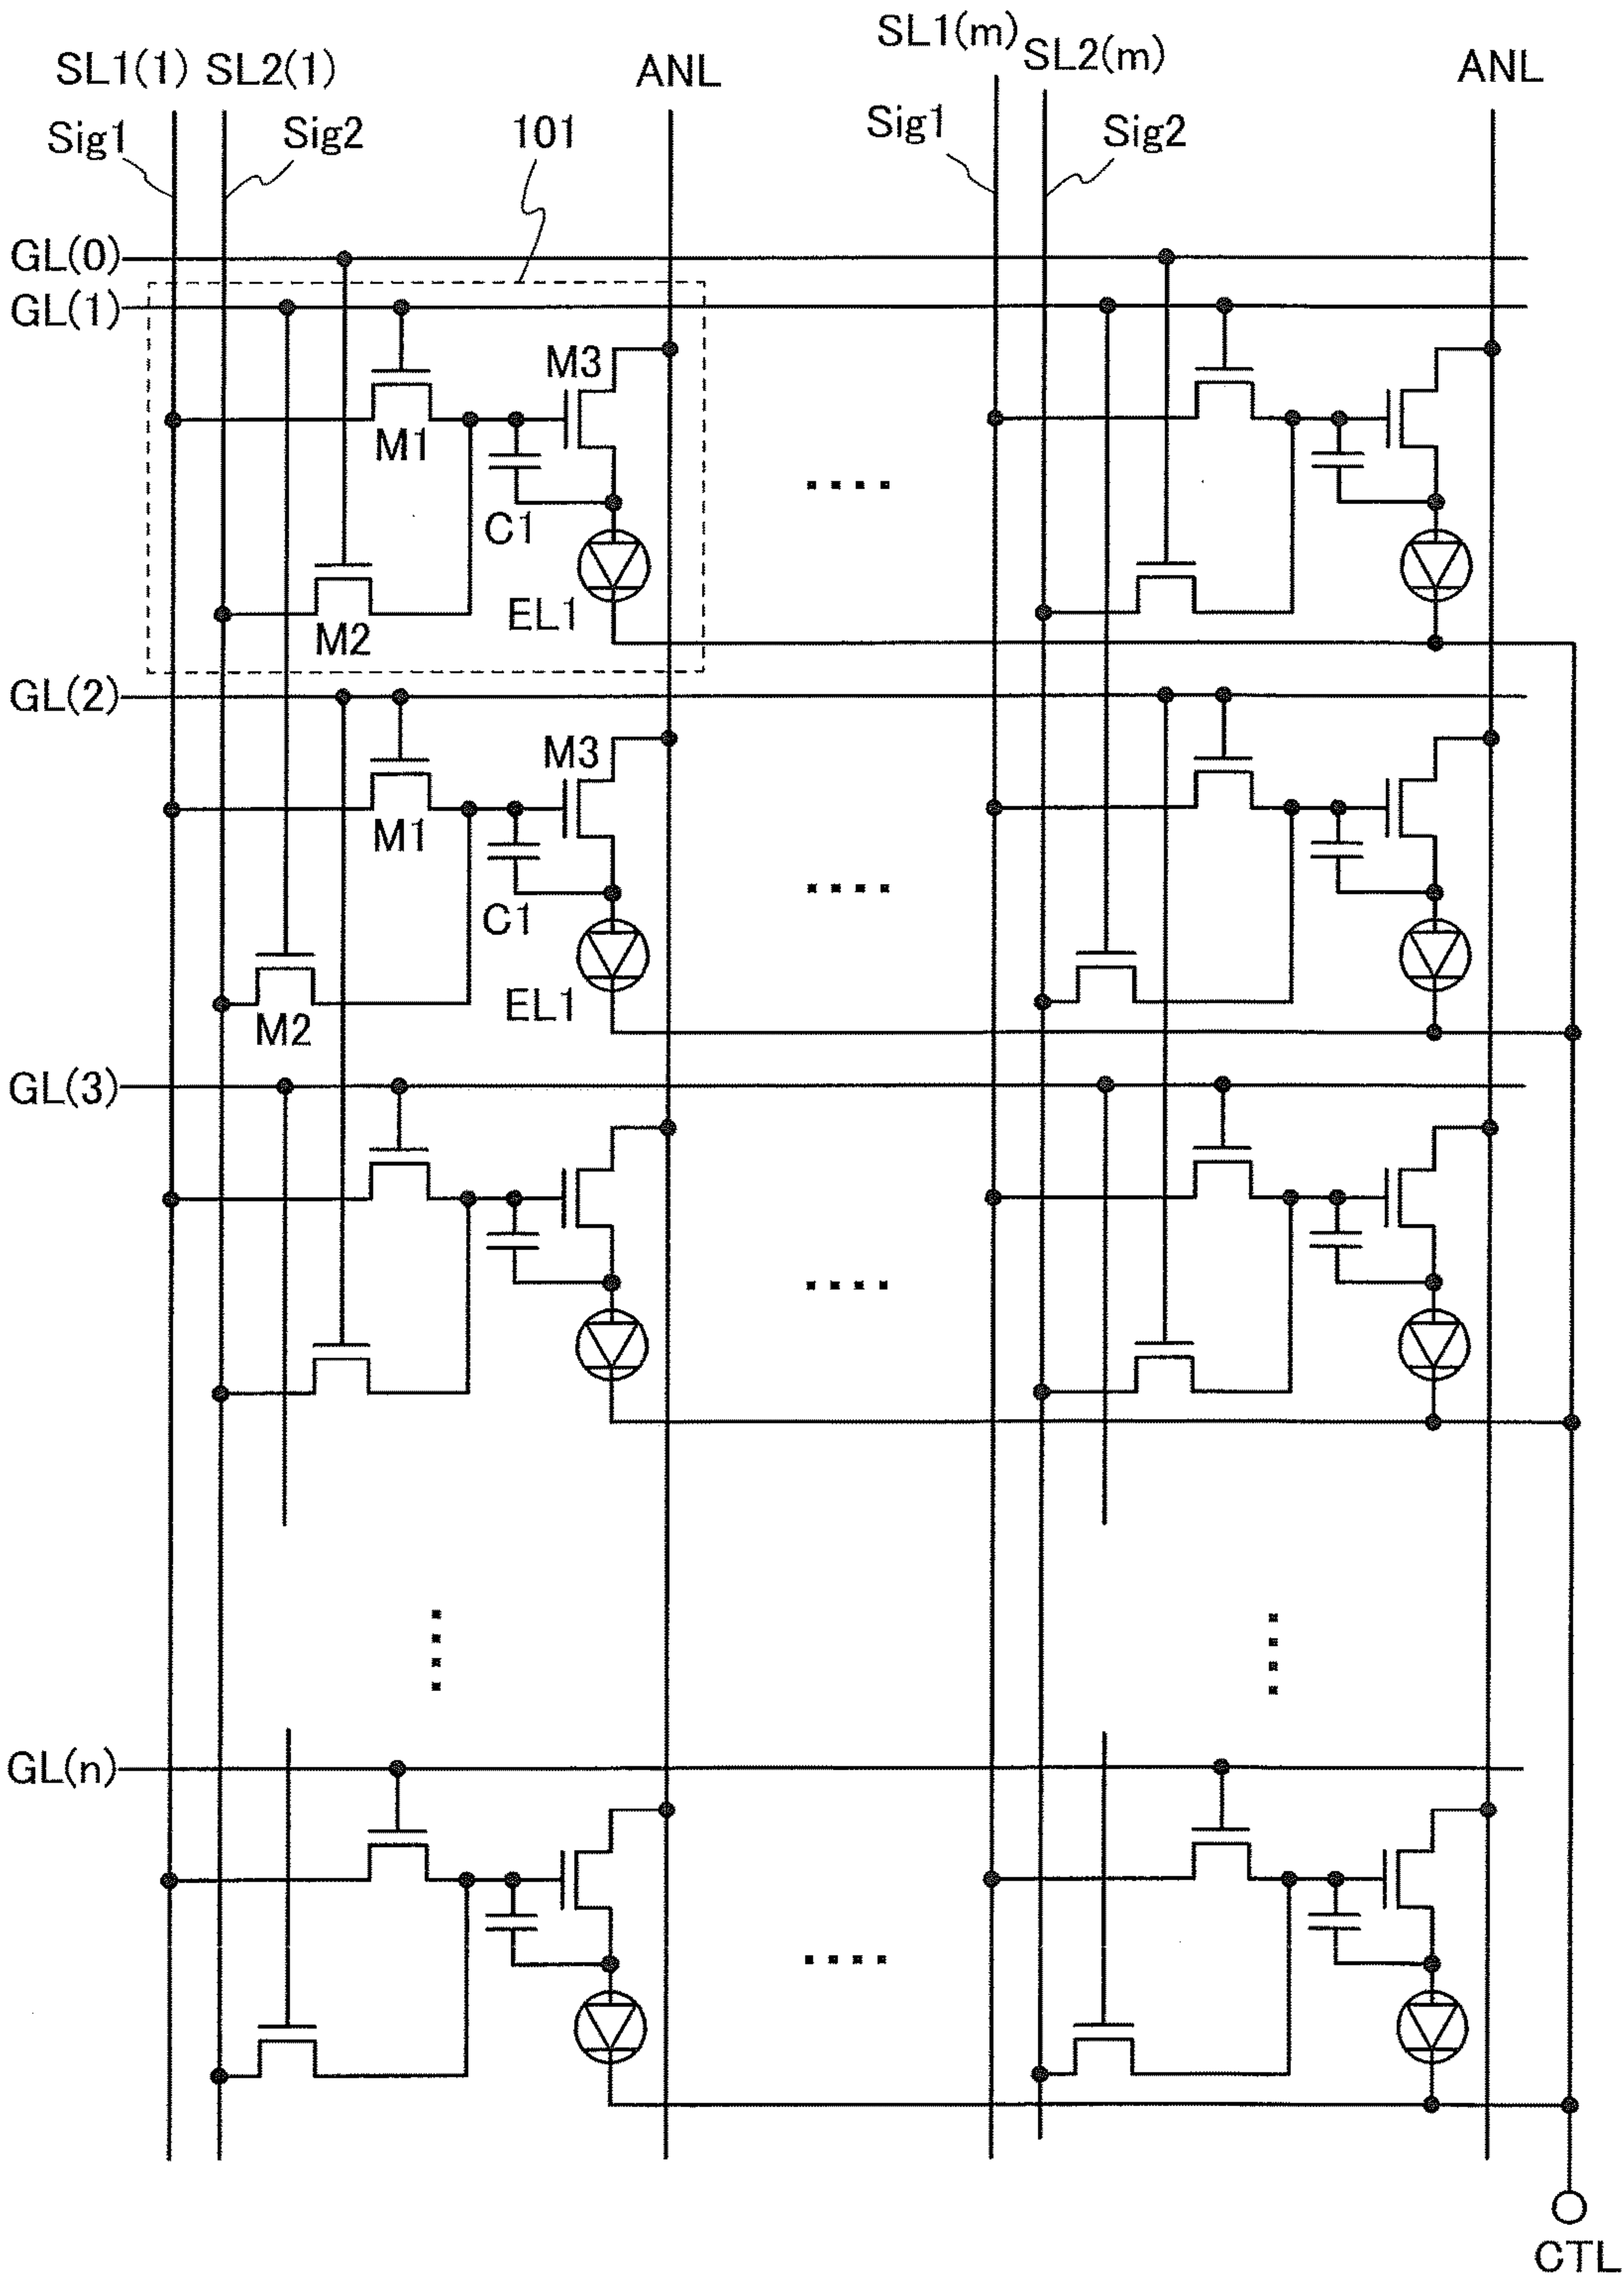 SL1(1) SL2(1) ANL SL1(m) SL2(m) ANL
Sig1 Sig2 101 Sig1 Sig2
GL(0)
GL(1)
M3
M1
C1
EL1
M2
GL(2)
M3
M1
C1
EL1
M2
GL(3)
GL(n)
CTL